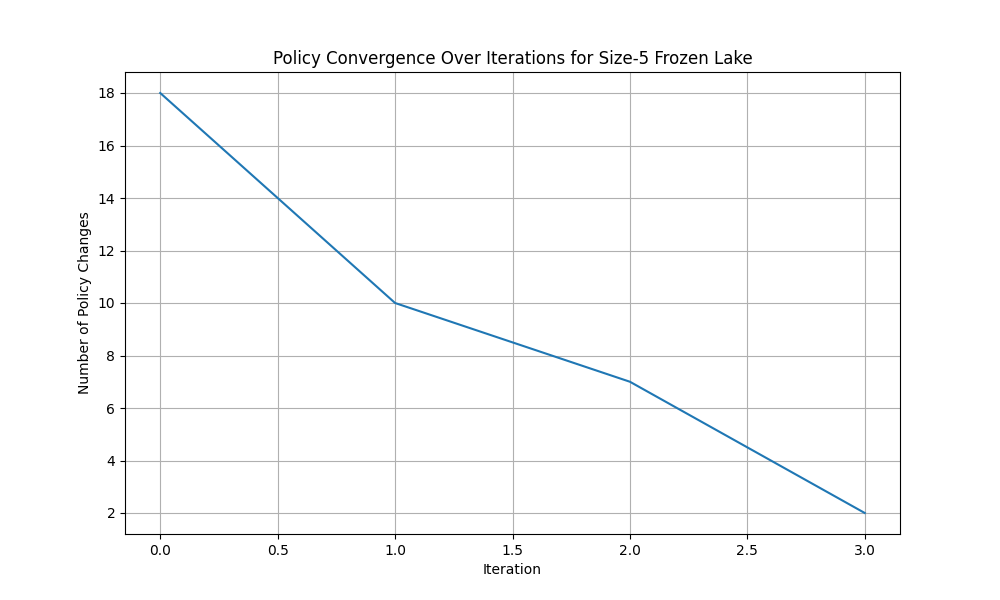 Policy Convergence Over Iterations for Size-5 Frozen Lake
Number of Policy Changes
18
16
14
12
10
8
6
4
2
0.0 0.5 1.0 1.5 2.0 2.5 3.0
Iteration